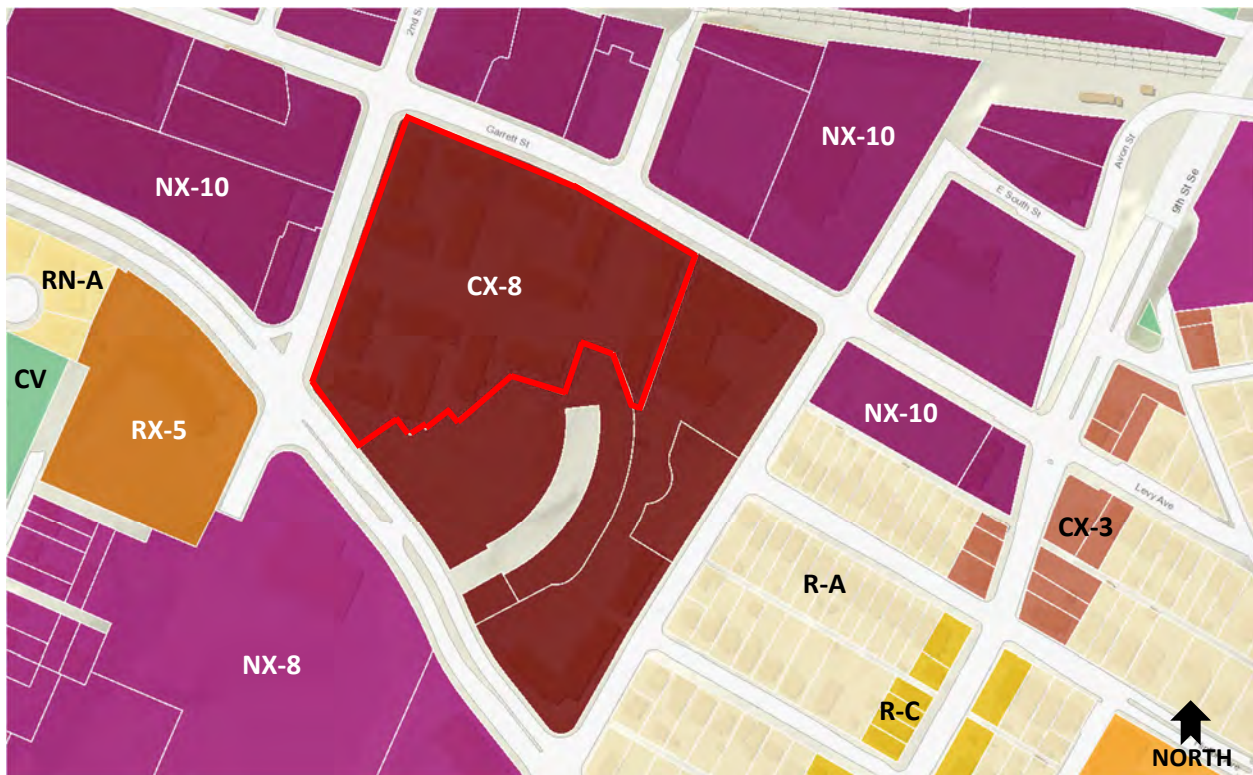 2nd S
Garrett St
NX-10
Avon St
9th St Se
NX-10
E South St
RN-A
CX-8
CV
RX-5
NX-10
Levy Ave
CX-3
R-A
NX-8
R-C
NORTH